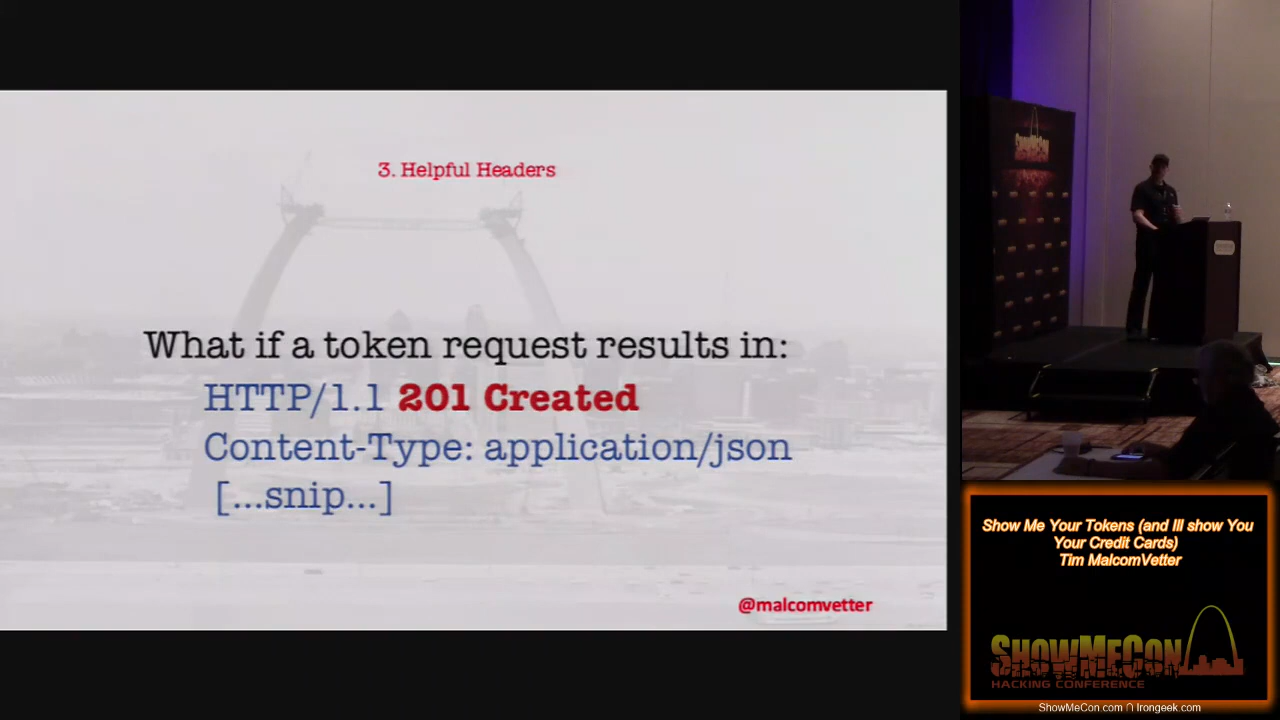 3. Helpful Headers
What if a token request results in:
HTTP/1.1 201 Created
Content-Type: application/json
[...snip...]
@malcomvetter
ShowMeCon
Show Me Your Tokens (and Ill show You
Your Credit Cards)
Tim MalcomVetter
ShowMeCon
HACKING CONFERENCE
ShowMeCon.com ∩ Irongeek.com